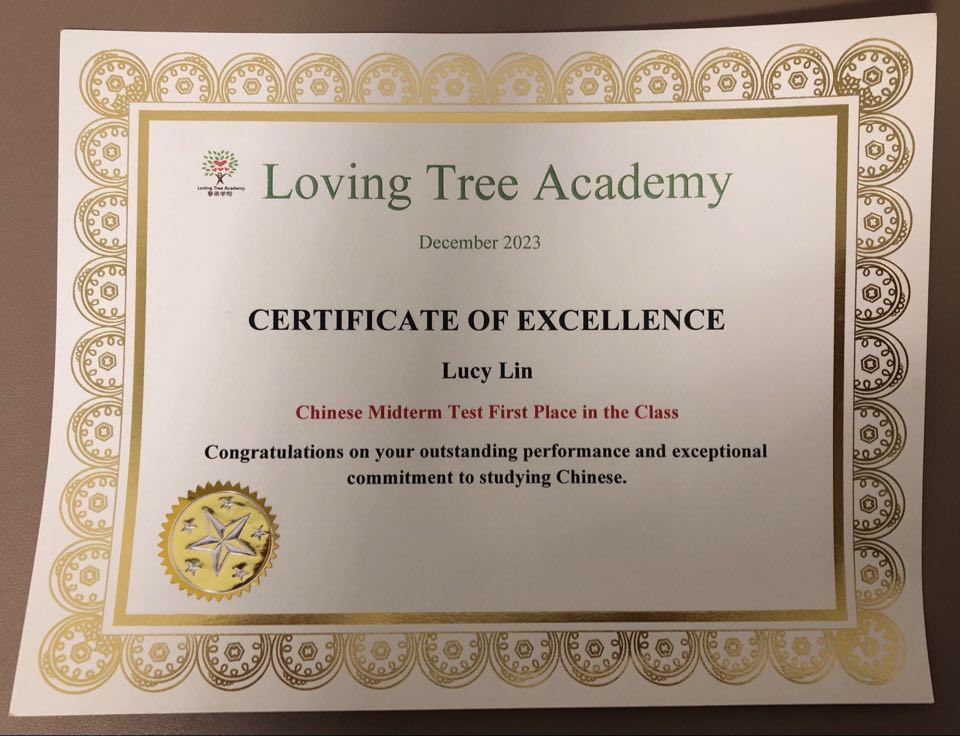 Loving Tree Academy
Loving Tree Academy
December 2023
CERTIFICATE OF EXCELLENCE
Lucy Lin
Chinese Midterm Test First Place in the Class
Congratulations on your outstanding performance and exceptional
commitment to studying Chinese.